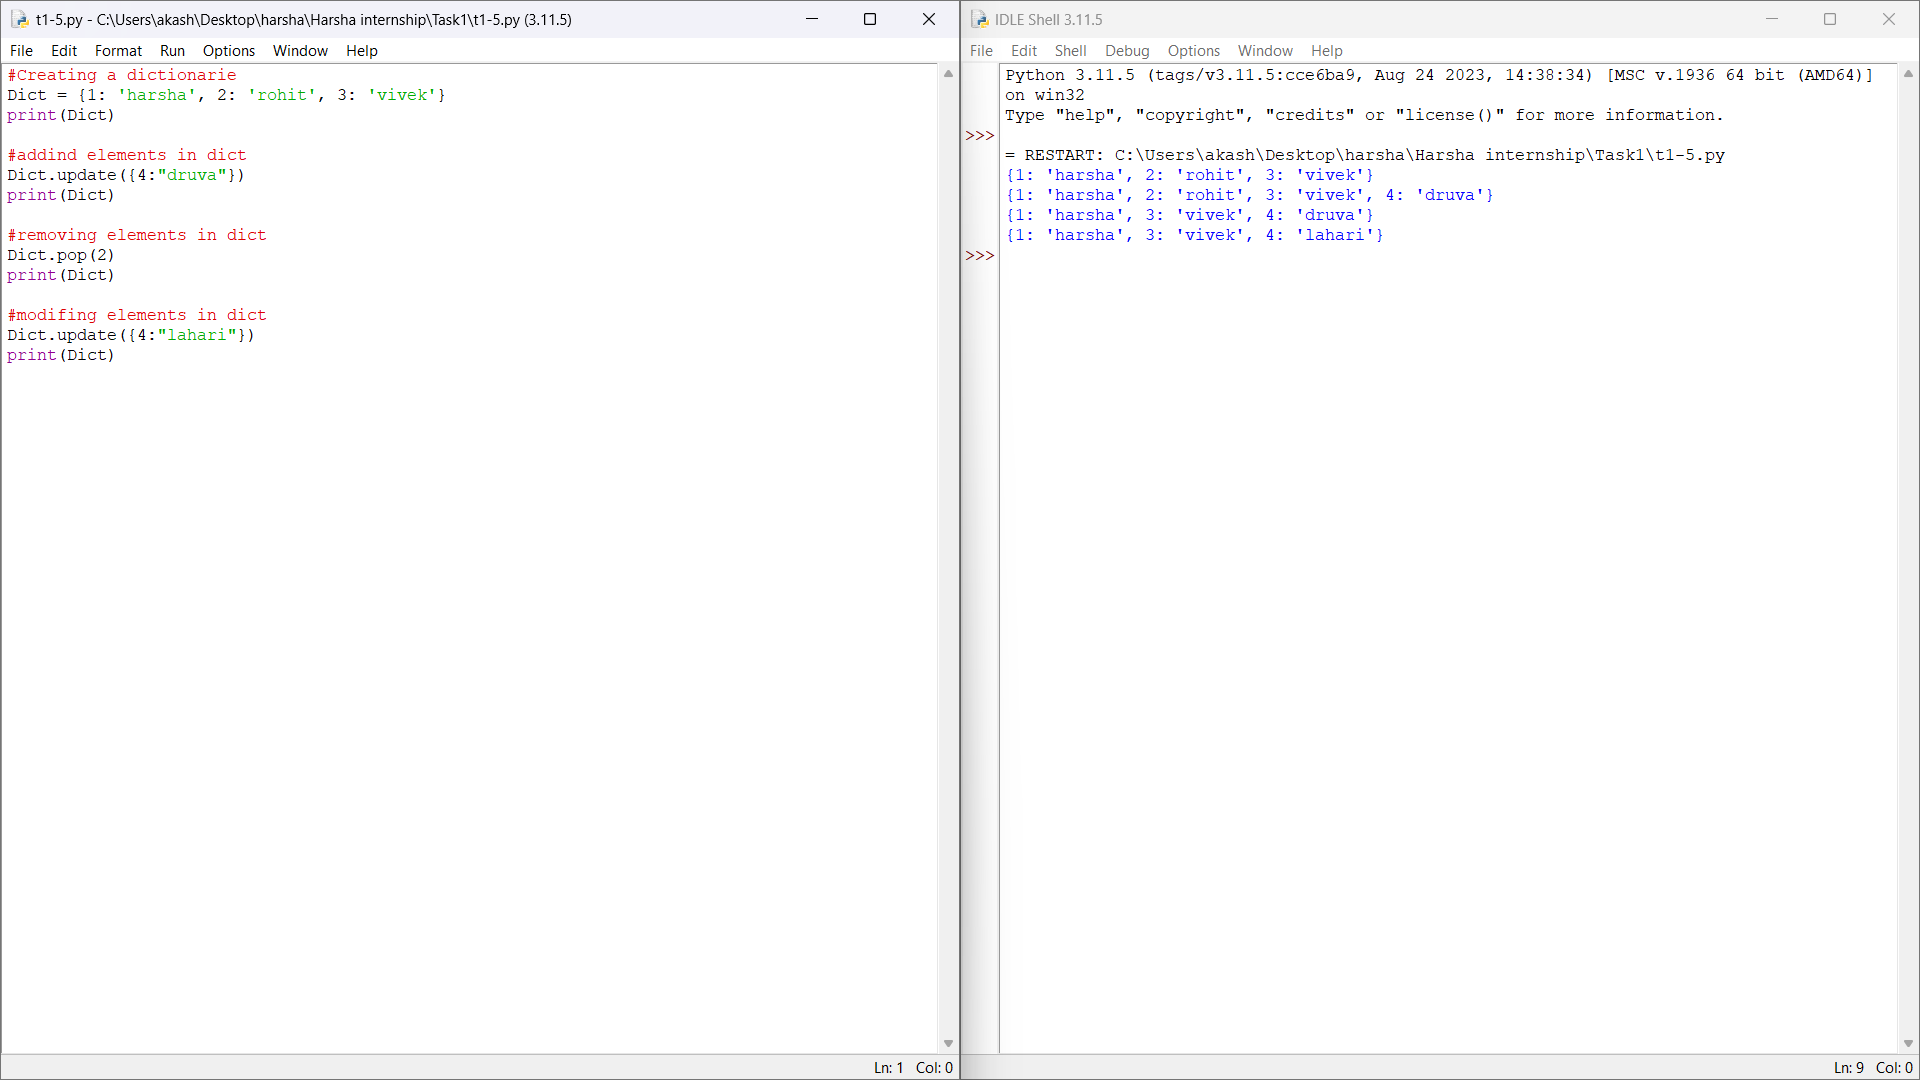 t1-5.py - C:\Users\akash\Desktop\harsha\Harsha internship\Task1\t1-5.py (3.11.5)
File Edit Format Run Options Window Help
#Creating a dictionarie
Dict = {1: 'harsha', 2: 'rohit', 3: 'vivek'}
print(Dict)
#addind elements in dict
Dict.update({4:"druva"})
print(Dict)
#removing elements in dict
Dict.pop(2)
print(Dict)
#modifing elements in dict
Dict.update({4:"lahari"})
print(Dict)
Ln: 1 Col: 0
IDLE Shell 3.11.5
File Edit Shell Debug Options Window Help
Python 3.11.5 (tags/v3.11.5:cce6ba9, Aug 24 2023, 14:38:34) [MSC v.1936 64 bit (AMD64)]
on win32
Type "help", "copyright", "credits" or "license()" for more information.
>>>
= RESTART: C:\Users\akash\Desktop\harsha\Harsha internship\Task1\t1-5.py
{1: 'harsha', 2: 'rohit', 3: 'vivek'}
{1: 'harsha', 2: 'rohit', 3: 'vivek', 4: 'druva'}
{1: 'harsha', 3: 'vivek', 4: 'druva'}
{1: 'harsha', 3: 'vivek', 4: 'lahari'}
>>>
Ln: 9 Col: 0